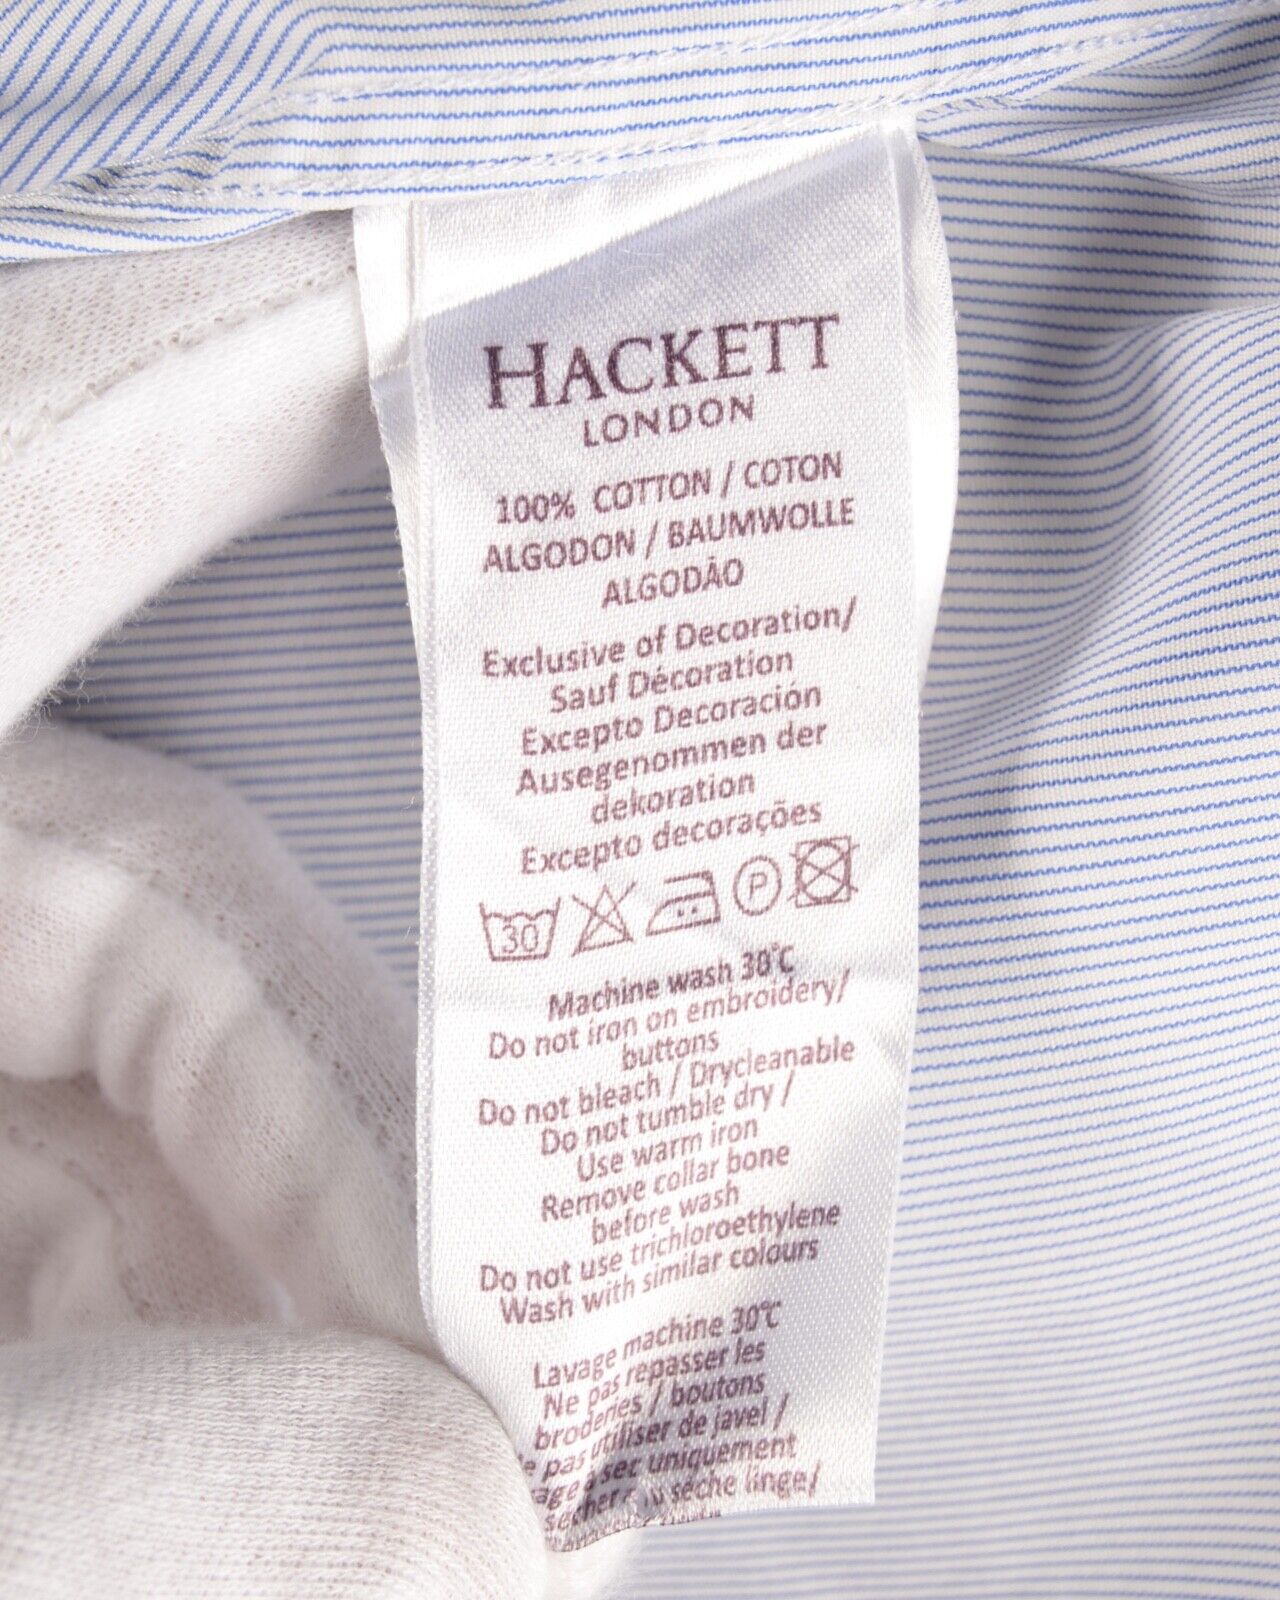 HACKETT
LONDON
100% COTTON / COTON
ALGODON / BAUMWOLLE
ALGODÃO
Exclusive of Decoration/
Sauf Décoration
Excepto Decoración
Ausegenommen der
dekoration
Excepto decorações
30 P
Machine wash 30°C
Do not iron on embroidery/
buttons
Do not bleach / Drycleanable
Do not tumble dry /
Use warm iron
Remove collar bone
before wash
Do not use trichloroethylene
Wash with similar colours
Lavage machine 30°C
Ne pas repasser les
broderies / boutons
pas utiliser de javel /
à sec uniquement
sèche linge/